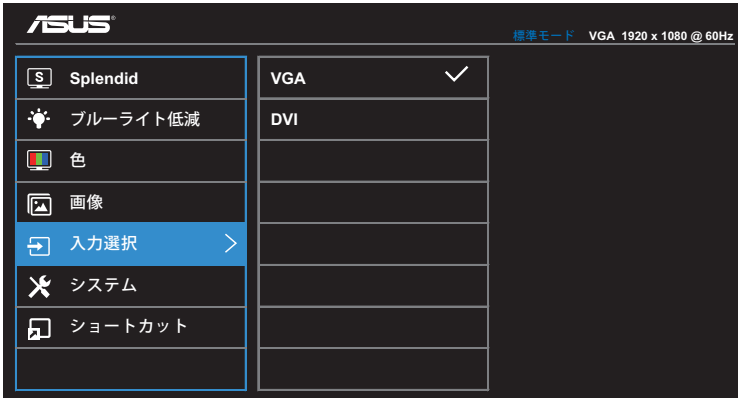 ASUS
標準モード VGA 1920 x 1080 @ 60Hz
S Splendid
ブルーライト低減
色
画像
入力選択
システム
ショートカット
VGA
DVI